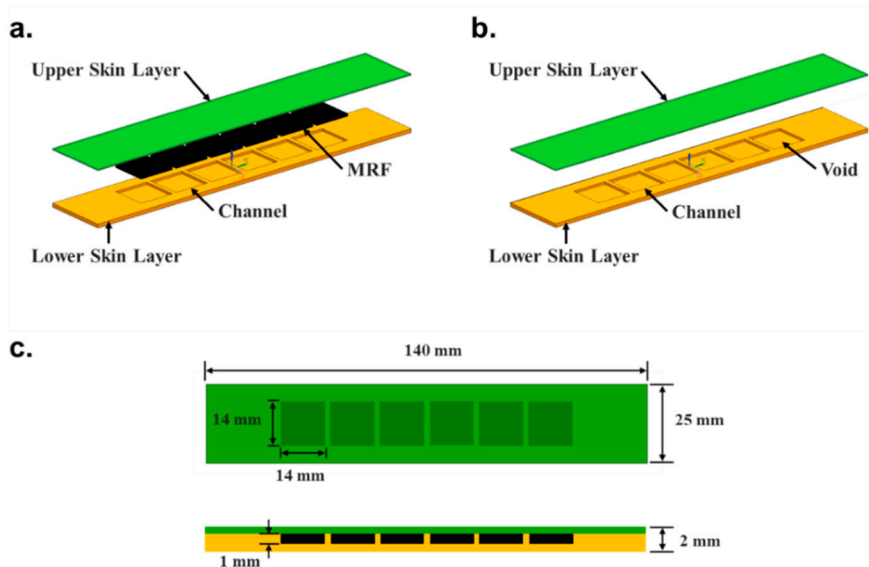 a.
Upper Skin Layer
MRF
Channel
Lower Skin Layer
b.
Upper Skin Layer
Void
Channel
Lower Skin Layer
c.
140 mm
14 mm
25 mm
14 mm
2 mm
1 mm